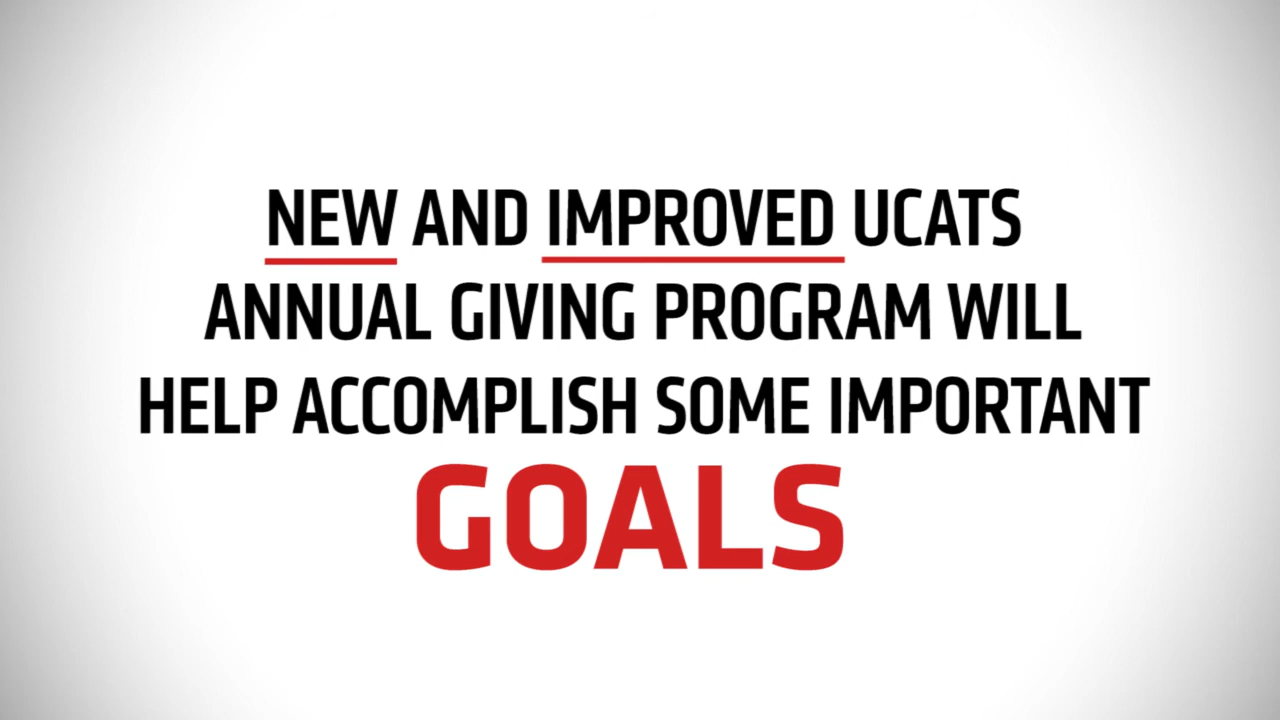 NEW AND IMPROVED UCATS
ANNUAL GIVING PROGRAM WILL
HELP ACCOMPLISH SOME IMPORTANT
GOALS